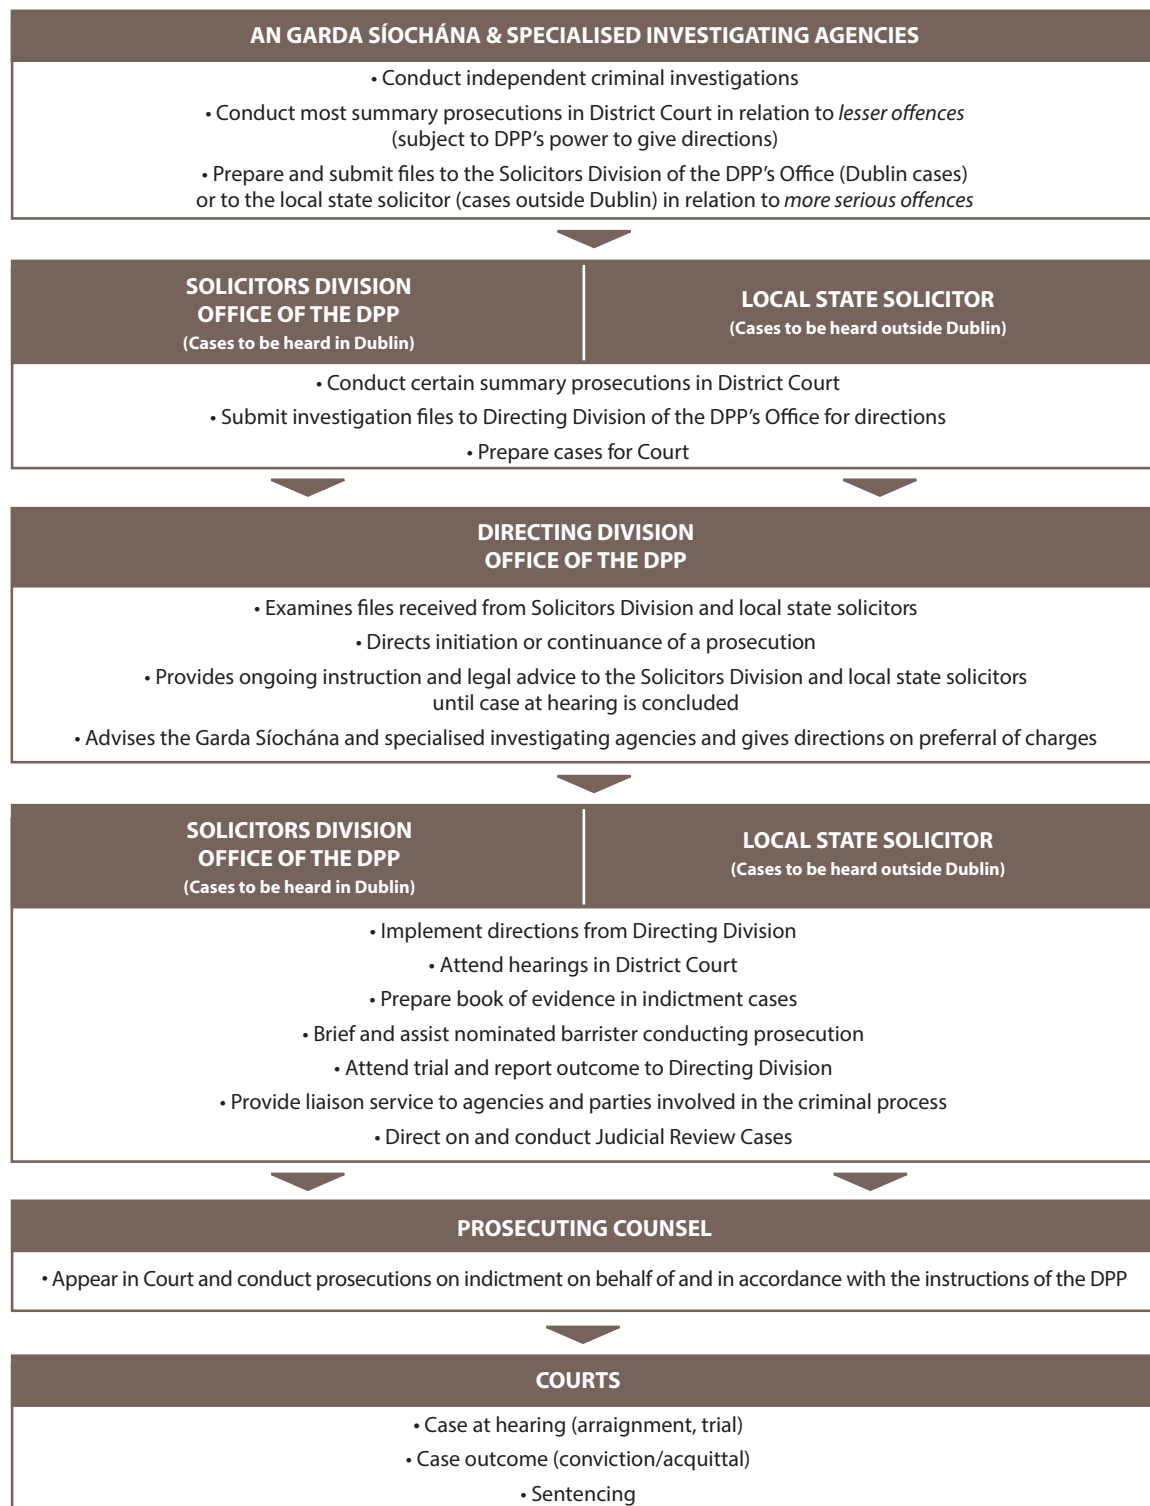 AN GARDA SÍOCHÁNA & SPECIALISED INVESTIGATING AGENCIES
• Conduct independent criminal investigations
• Conduct most summary prosecutions in District Court in relation to lesser offences
(subject to DPP’s power to give directions)
• Prepare and submit files to the Solicitors Division of the DPP’s Office (Dublin cases)
or to the local state solicitor (cases outside Dublin) in relation to more serious offences
SOLICITORS DIVISION
OFFICE OF THE DPP
(Cases to be heard in Dublin)
LOCAL STATE SOLICITOR
(Cases to be heard outside Dublin)
• Conduct certain summary prosecutions in District Court
• Submit investigation files to Directing Division of the DPP’s Office for directions
• Prepare cases for Court
DIRECTING DIVISION
OFFICE OF THE DPP
• Examines files received from Solicitors Division and local state solicitors
• Directs initiation or continuance of a prosecution
• Provides ongoing instruction and legal advice to the Solicitors Division and local state solicitors
until case at hearing is concluded
• Advises the Garda Síochána and specialised investigating agencies and gives directions on preferral of charges
SOLICITORS DIVISION
OFFICE OF THE DPP
(Cases to be heard in Dublin)
LOCAL STATE SOLICITOR
(Cases to be heard outside Dublin)
• Implement directions from Directing Division
• Attend hearings in District Court
• Prepare book of evidence in indictment cases
• Brief and assist nominated barrister conducting prosecution
• Attend trial and report outcome to Directing Division
• Provide liaison service to agencies and parties involved in the criminal process
• Direct on and conduct Judicial Review Cases
PROSECUTING COUNSEL
• Appear in Court and conduct prosecutions on indictment on behalf of and in accordance with the instructions of the DPP
COURTS
• Case at hearing (arraignment, trial)
• Case outcome (conviction/acquittal)
• Sentencing